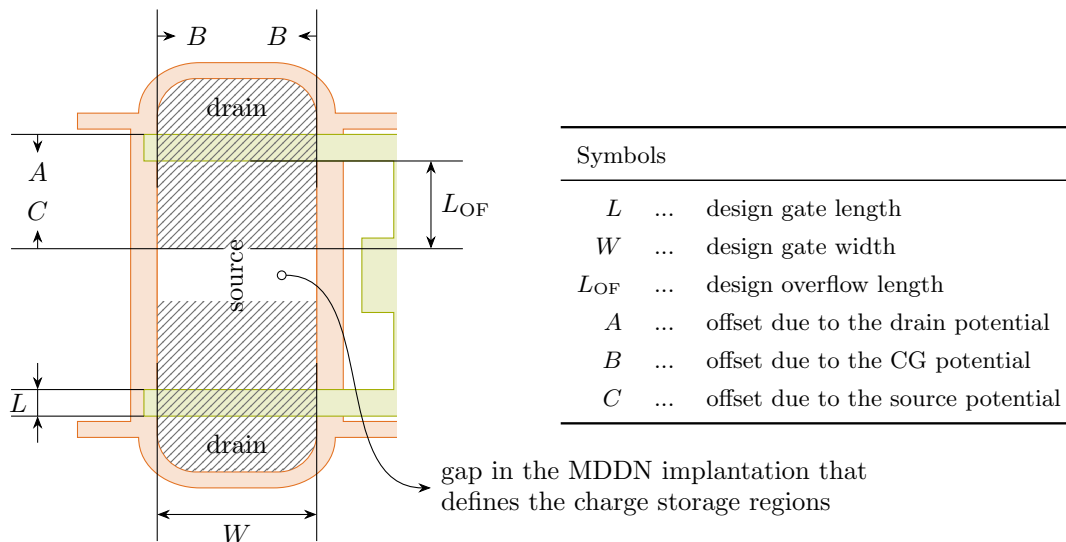 B B
drain
A
C
L_OF
source
L
drain
W
gap in the MDDN implantation that
defines the charge storage regions
Symbols
L ... design gate length
W ... design gate width
L_OF ... design overflow length
A ... offset due to the drain potential
B ... offset due to the CG potential
C ... offset due to the source potential